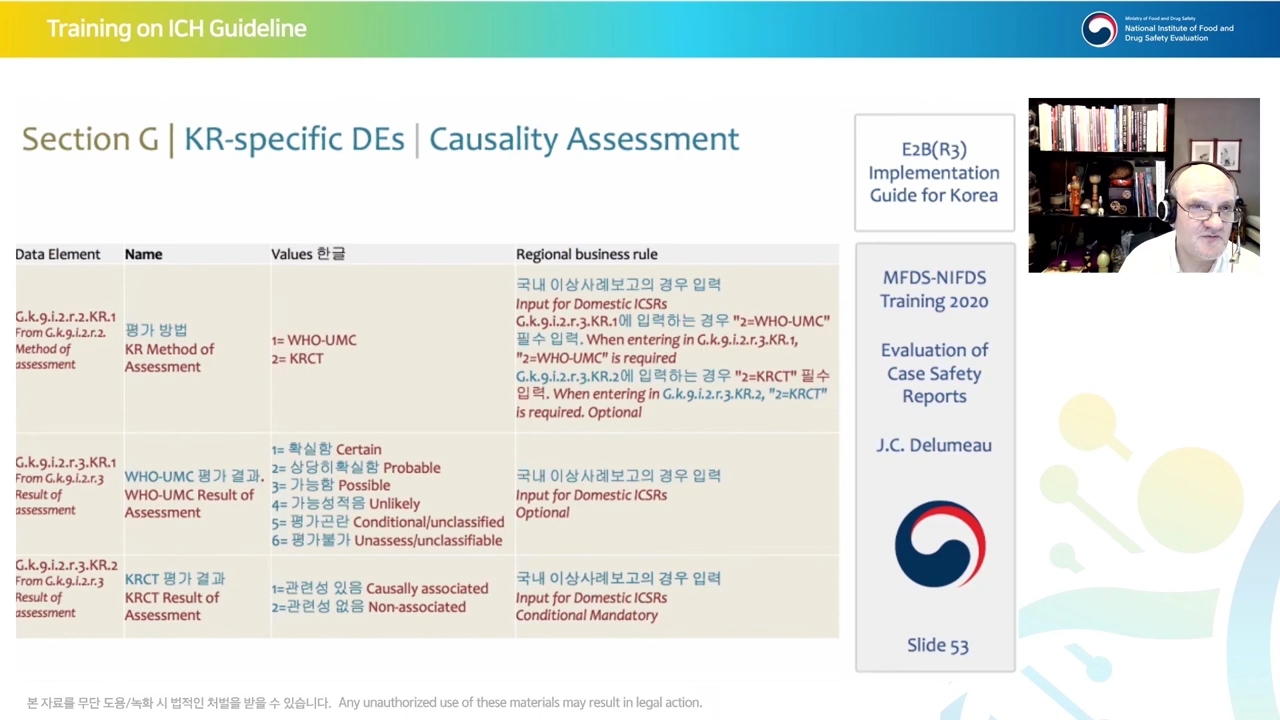 Training on ICH Guideline
Ministry of Food and Drug Safety
National Institute of Food and
Drug Safety Evaluation
Section G | KR-specific DEs | Causality Assessment
E2B(R3)
Implementation
Guide for Korea
Data Element
Name
Values 한글
Regional business rule
G.k.9.i.2.r.2.KR.1
From G.k.9.i.2.r.2.
Method of
assessment
평가 방법
KR Method of
Assessment
1= WHO-UMC
2= KRCT
국내 이상사례보고의 경우 입력
Input for Domestic ICSRs
G.k.9.i.2.r.3.KR.1에 입력하는 경우 "2=WHO-UMC"
필수 입력. When entering in G.k.9.i.2.r.3.KR.1,
"2=WHO-UMC" is required
G.k.9.i.2.r.3.KR.2에 입력하는 경우 "2=KRCT" 필수
입력. When entering in G.k.9.i.2.r.3.KR.2, "2=KRCT"
is required. Optional
G.k.9.i.2.r.3.KR.1
From G.k.9.i.2.r.3
Result of
assessment
WHO-UMC 평가 결과.
WHO-UMC Result of
Assessment
1= 확실함 Certain
2= 상당히확실함 Probable
3= 가능함 Possible
4= 가능성적음 Unlikely
5= 평가곤란 Conditional/unclassified
6= 평가불가 Unassess/unclassifiable
국내 이상사례보고의 경우 입력
Input for Domestic ICSRs
Optional
G.k.9.i.2.r.3.KR.2
From G.k.9.i.2.r.3
Result of
assessment
KRCT 평가 결과
KRCT Result of
Assessment
1=관련성 있음 Causally associated
2=관련성 없음 Non-associated
국내 이상사례보고의 경우 입력
Input for Domestic ICSRs
Conditional Mandatory
MFDS-NIFDS
Training 2020
Evaluation of
Case Safety
Reports
J.C. Delumeau
Slide 53
본 자료를 무단 도용/녹화 시 법적인 처벌을 받을 수 있습니다. Any unauthorized use of these materials may result in legal action.